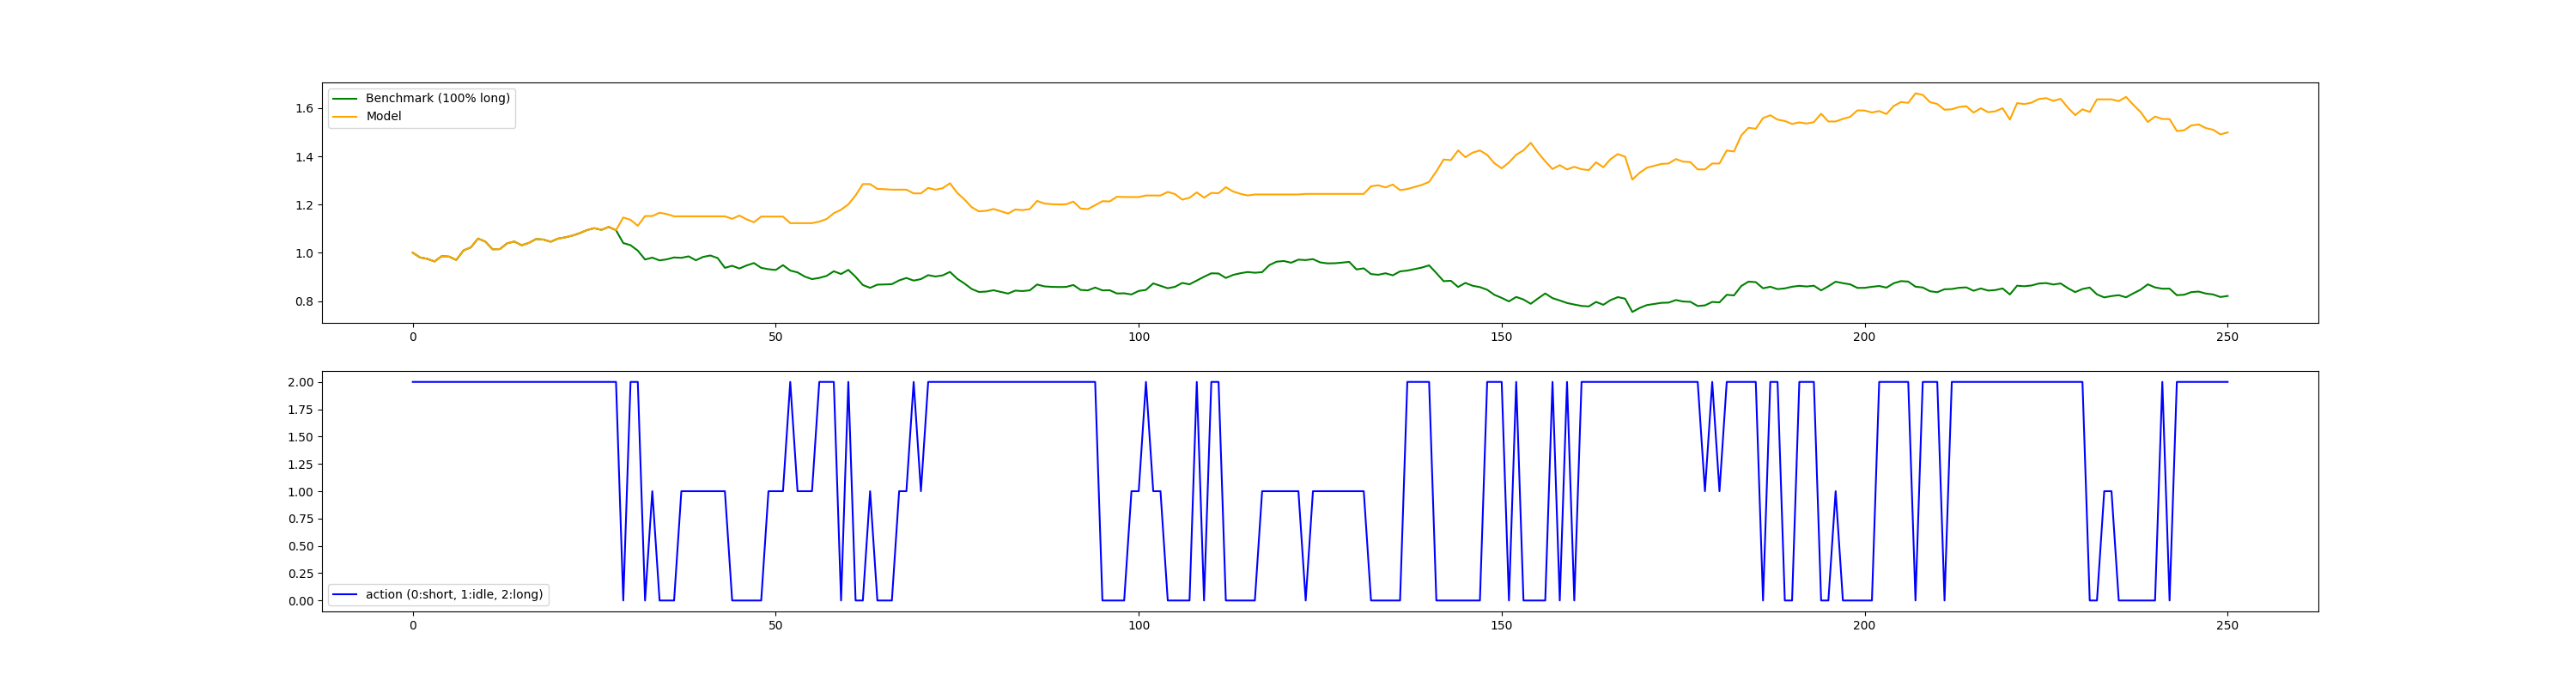 Benchmark (100% long)
Model
1.6
1.4
1.2
1.0
0.8
0 50 100 150 200 250
2.00
1.75
1.50
1.25
1.00
0.75
0.50
0.25
0.00
action (0:short, 1:idle, 2:long)
0 50 100 150 200 250